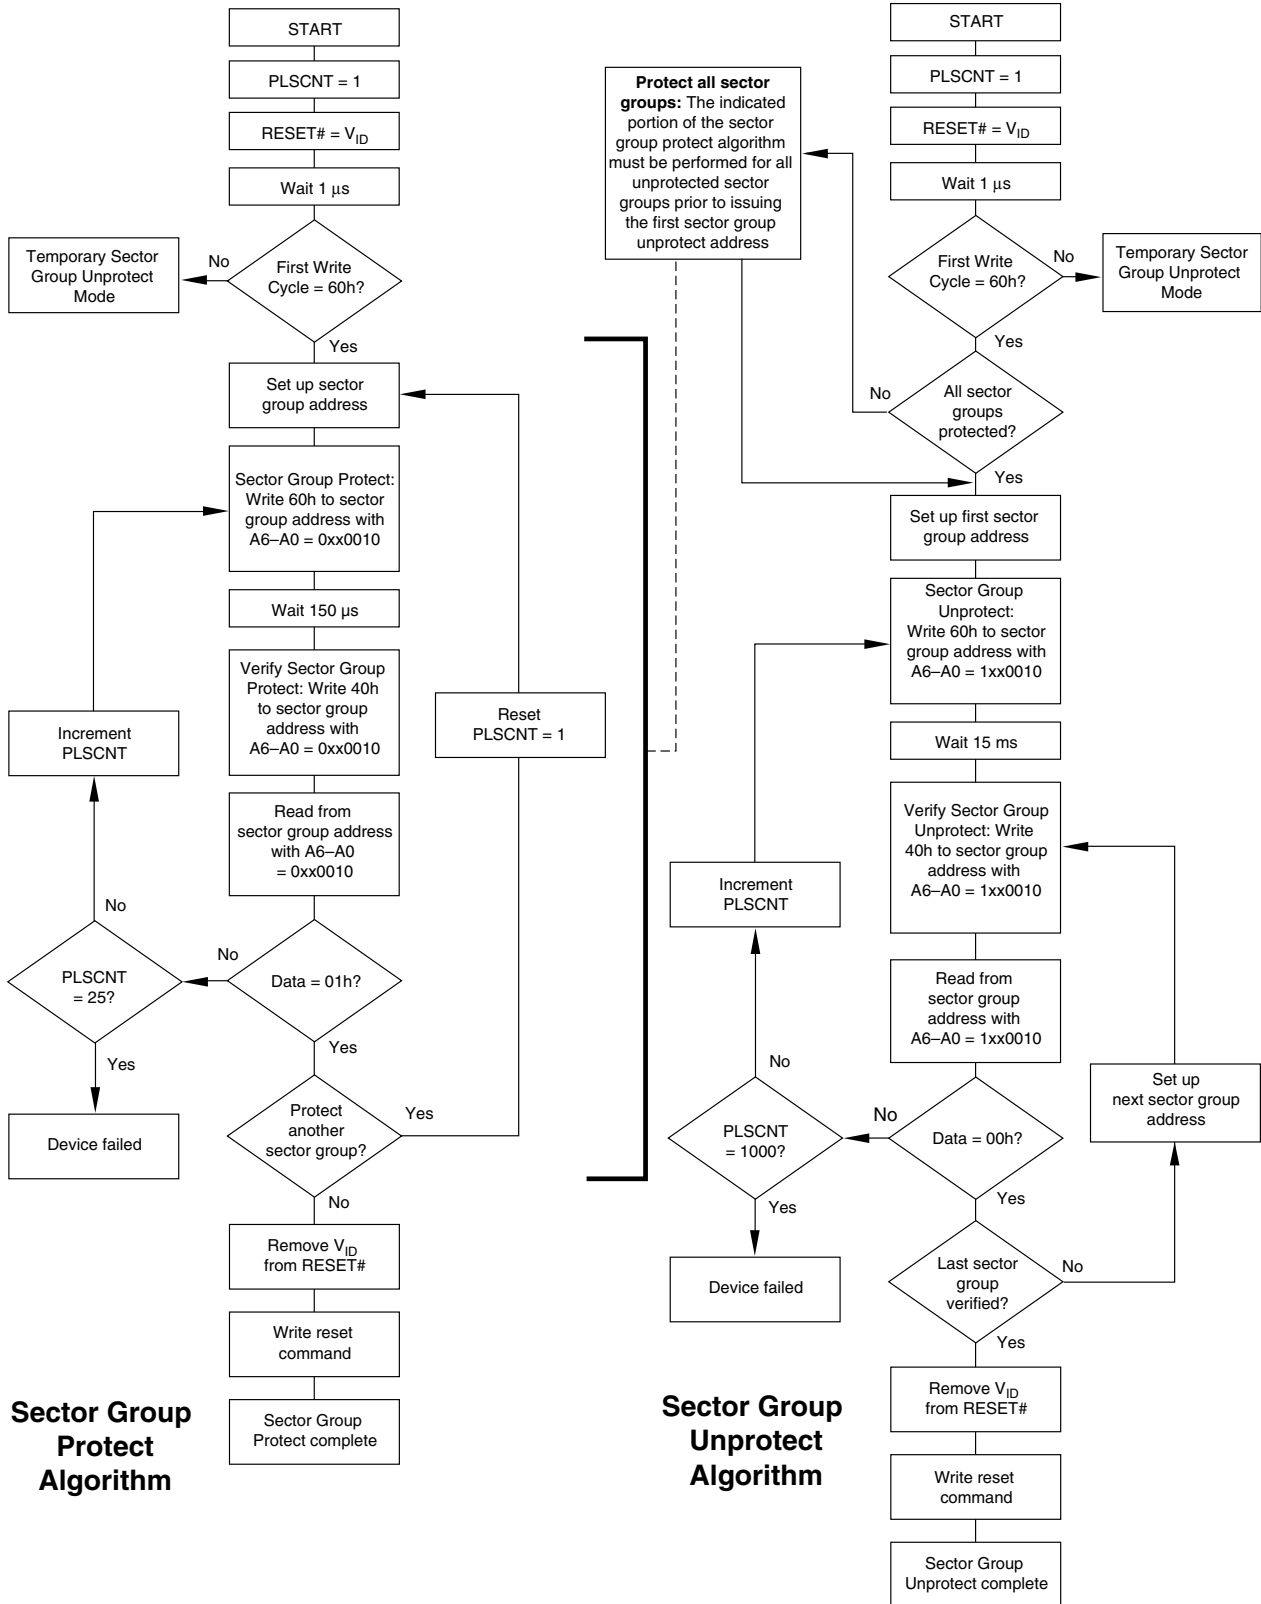 START
PLSCNT = 1
RESET# = VID
Wait 1 μs
First Write
Cycle = 60h?
No
Temporary Sector
Group Unprotect
Mode
Yes
Set up sector
group address
Sector Group Protect:
Write 60h to sector
group address with
A6–A0 = 0xx0010
Wait 150 µs
Verify Sector Group
Protect: Write 40h
to sector group
address with
A6–A0 = 0xx0010
Read from
sector group address
with A6–A0
= 0xx0010
Data = 01h?
No
PLSCNT
= 25?
No
Increment
PLSCNT
Yes
Device failed
Yes
Protect
another
sector group?
Yes
Reset
PLSCNT = 1
No
Remove VID
from RESET#
Write reset
command
Sector Group
Protect complete
Sector Group
Protect
Algorithm
START
PLSCNT = 1
RESET# = VID
Wait 1 μs
First Write
Cycle = 60h?
No
Temporary Sector
Group Unprotect
Mode
Yes
All sector
groups
protected?
No
Protect all sector
groups: The indicated
portion of the sector
group protect algorithm
must be performed for all
unprotected sector
groups prior to issuing
the first sector group
unprotect address
Yes
Set up first sector
group address
Sector Group
Unprotect:
Write 60h to sector
group address with
A6–A0 = 1xx0010
Wait 15 ms
Verify Sector Group
Unprotect: Write
40h to sector group
address with
A6–A0 = 1xx0010
Read from
sector group
address with
A6–A0 = 1xx0010
Data = 00h?
No
PLSCNT
= 1000?
No
Increment
PLSCNT
Yes
Device failed
Yes
Last sector
group
verified?
No
Set up
next sector group
address
Yes
Remove VID
from RESET#
Write reset
command
Sector Group
Unprotect complete
Sector Group
Unprotect
Algorithm